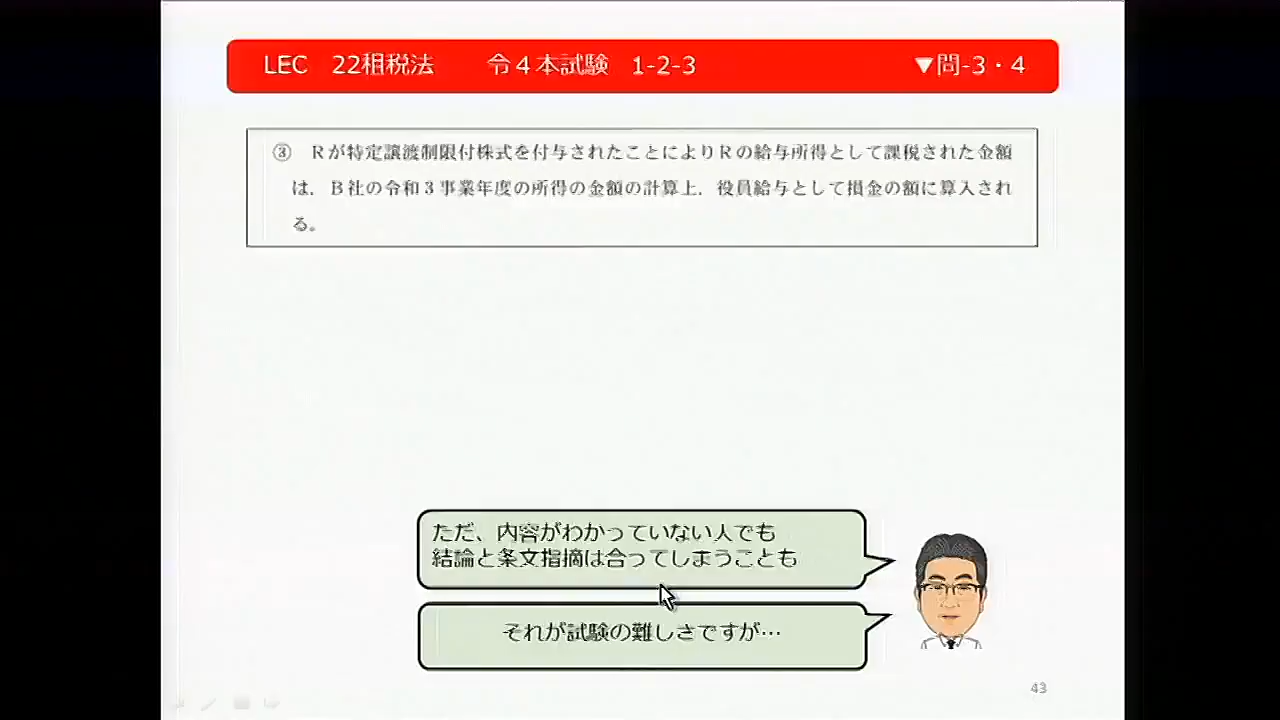 LEC 22租税法 令4本試験 1-2-3 ▼問-3・4
③ Rが特定譲渡制限付株式を付与されたことによりRの給与所得として課税された金額
は，B社の令和3事業年度の所得の金額の計算上，役員給与として損金の額に算入され
る。
ただ、内容がわかっていない人でも
結論と条文指摘は合ってしまうことも
それが試験の難しさですが…
43